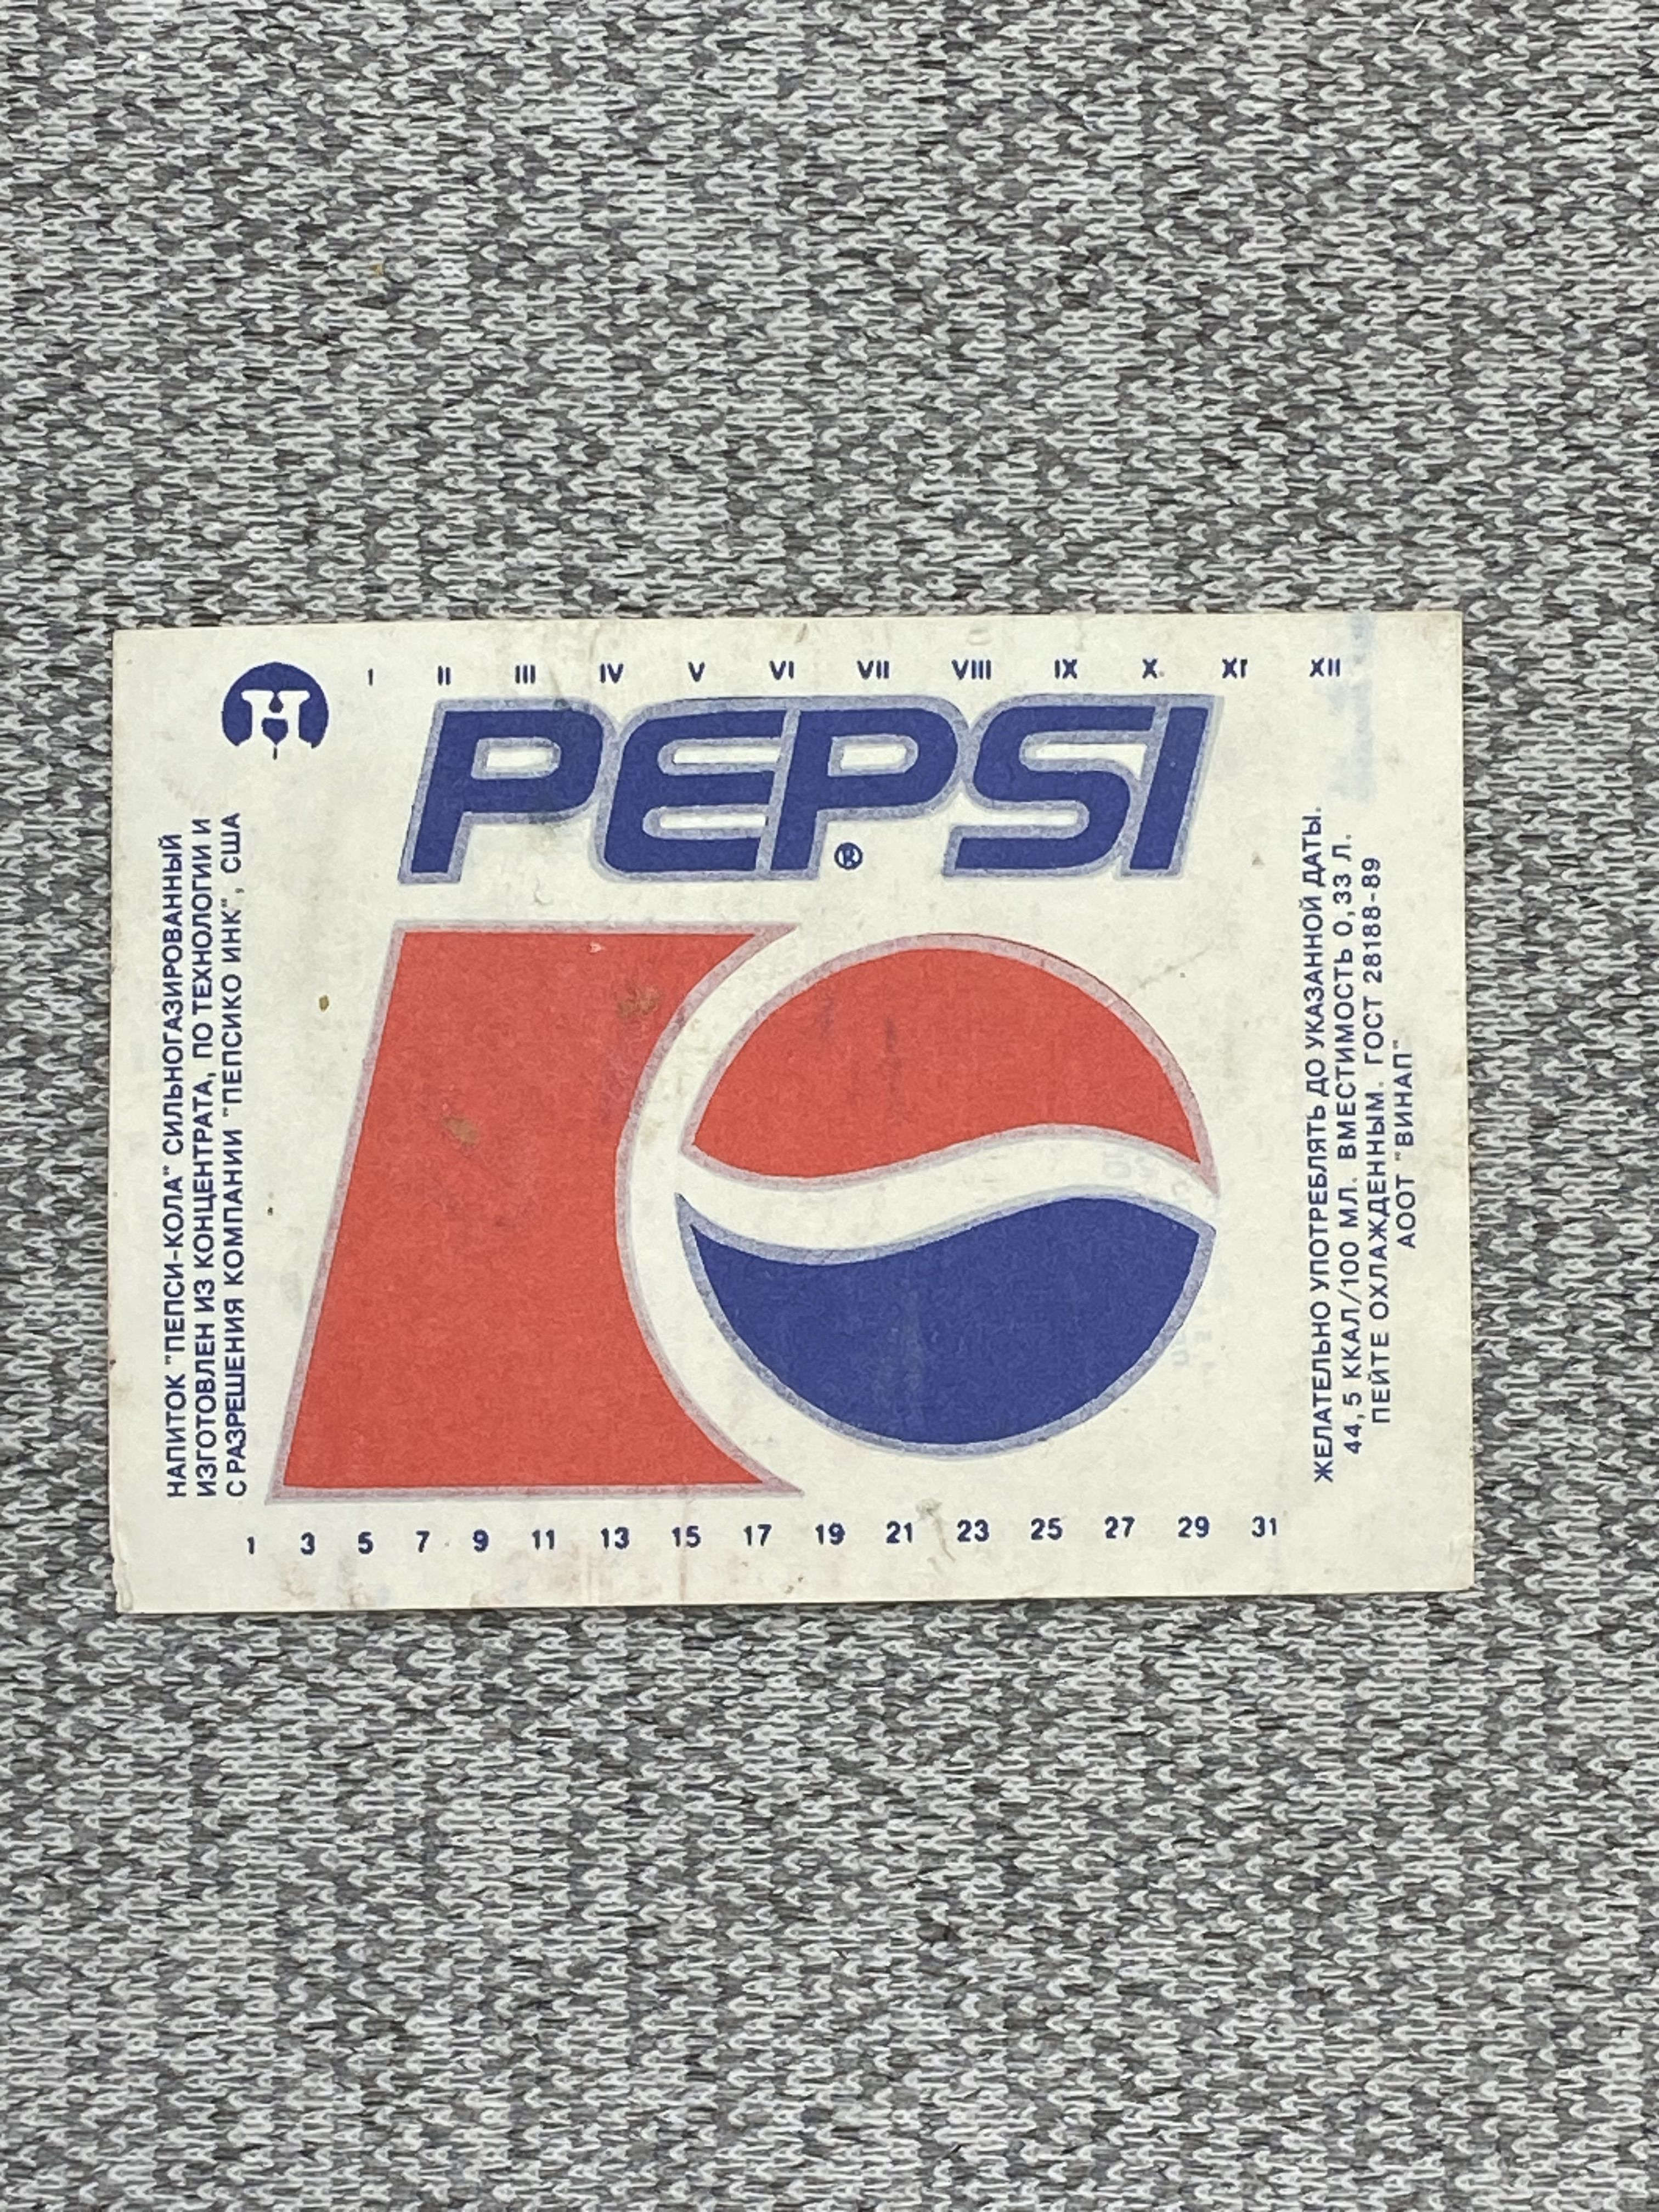 Н
I II III IV V VI VII VIII IX X XI XII
PEPSI
®
НАПИТОК "ПЕПСИ-КОЛА" СИЛЬНОГАЗИРОВАННЫЙ
ИЗГОТОВЛЕН ИЗ КОНЦЕНТРАТА, ПО ТЕХНОЛОГИИ И
С РАЗРЕШЕНИЯ КОМПАНИИ "ПЕПСИКО ИНК", США
ЖЕЛАТЕЛЬНО УПОТРЕБЛЯТЬ ДО УКАЗАННОЙ ДАТЫ.
44,5 ККАЛ/100 МЛ. ВМЕСТИМОСТЬ 0,33 Л.
ПЕЙТЕ ОХЛАЖДЕННЫМ. ГОСТ 28188-89
АООТ "ВИНАП"
1 3 5 7 9 11 13 15 17 19 21 23 25 27 29 31